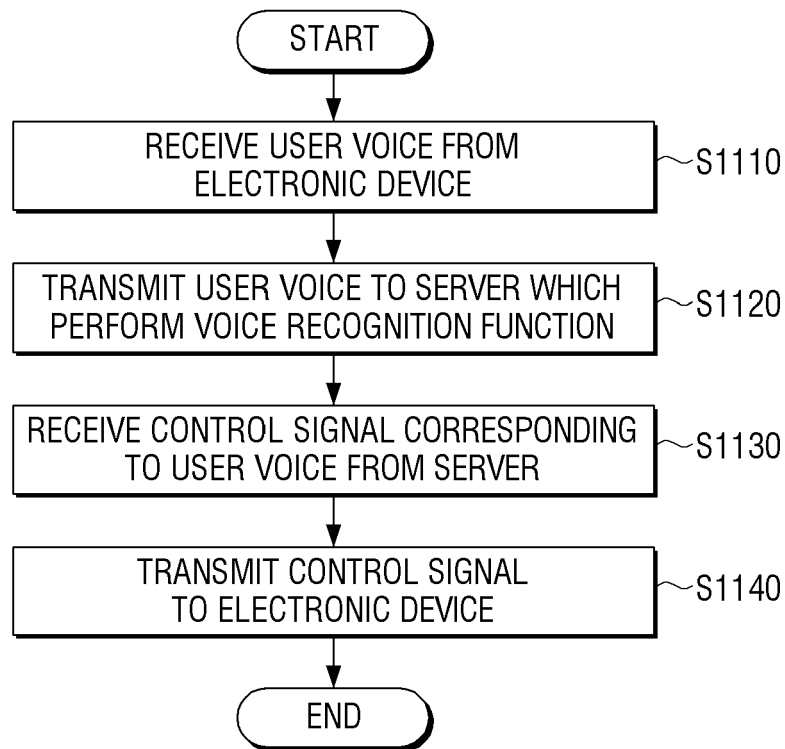 START
RECEIVE USER VOICE FROM
ELECTRONIC DEVICE
S1110
TRANSMIT USER VOICE TO SERVER WHICH
PERFORM VOICE RECOGNITION FUNCTION
S1120
RECEIVE CONTROL SIGNAL CORRESPONDING
TO USER VOICE FROM SERVER
S1130
TRANSMIT CONTROL SIGNAL
TO ELECTRONIC DEVICE
S1140
END